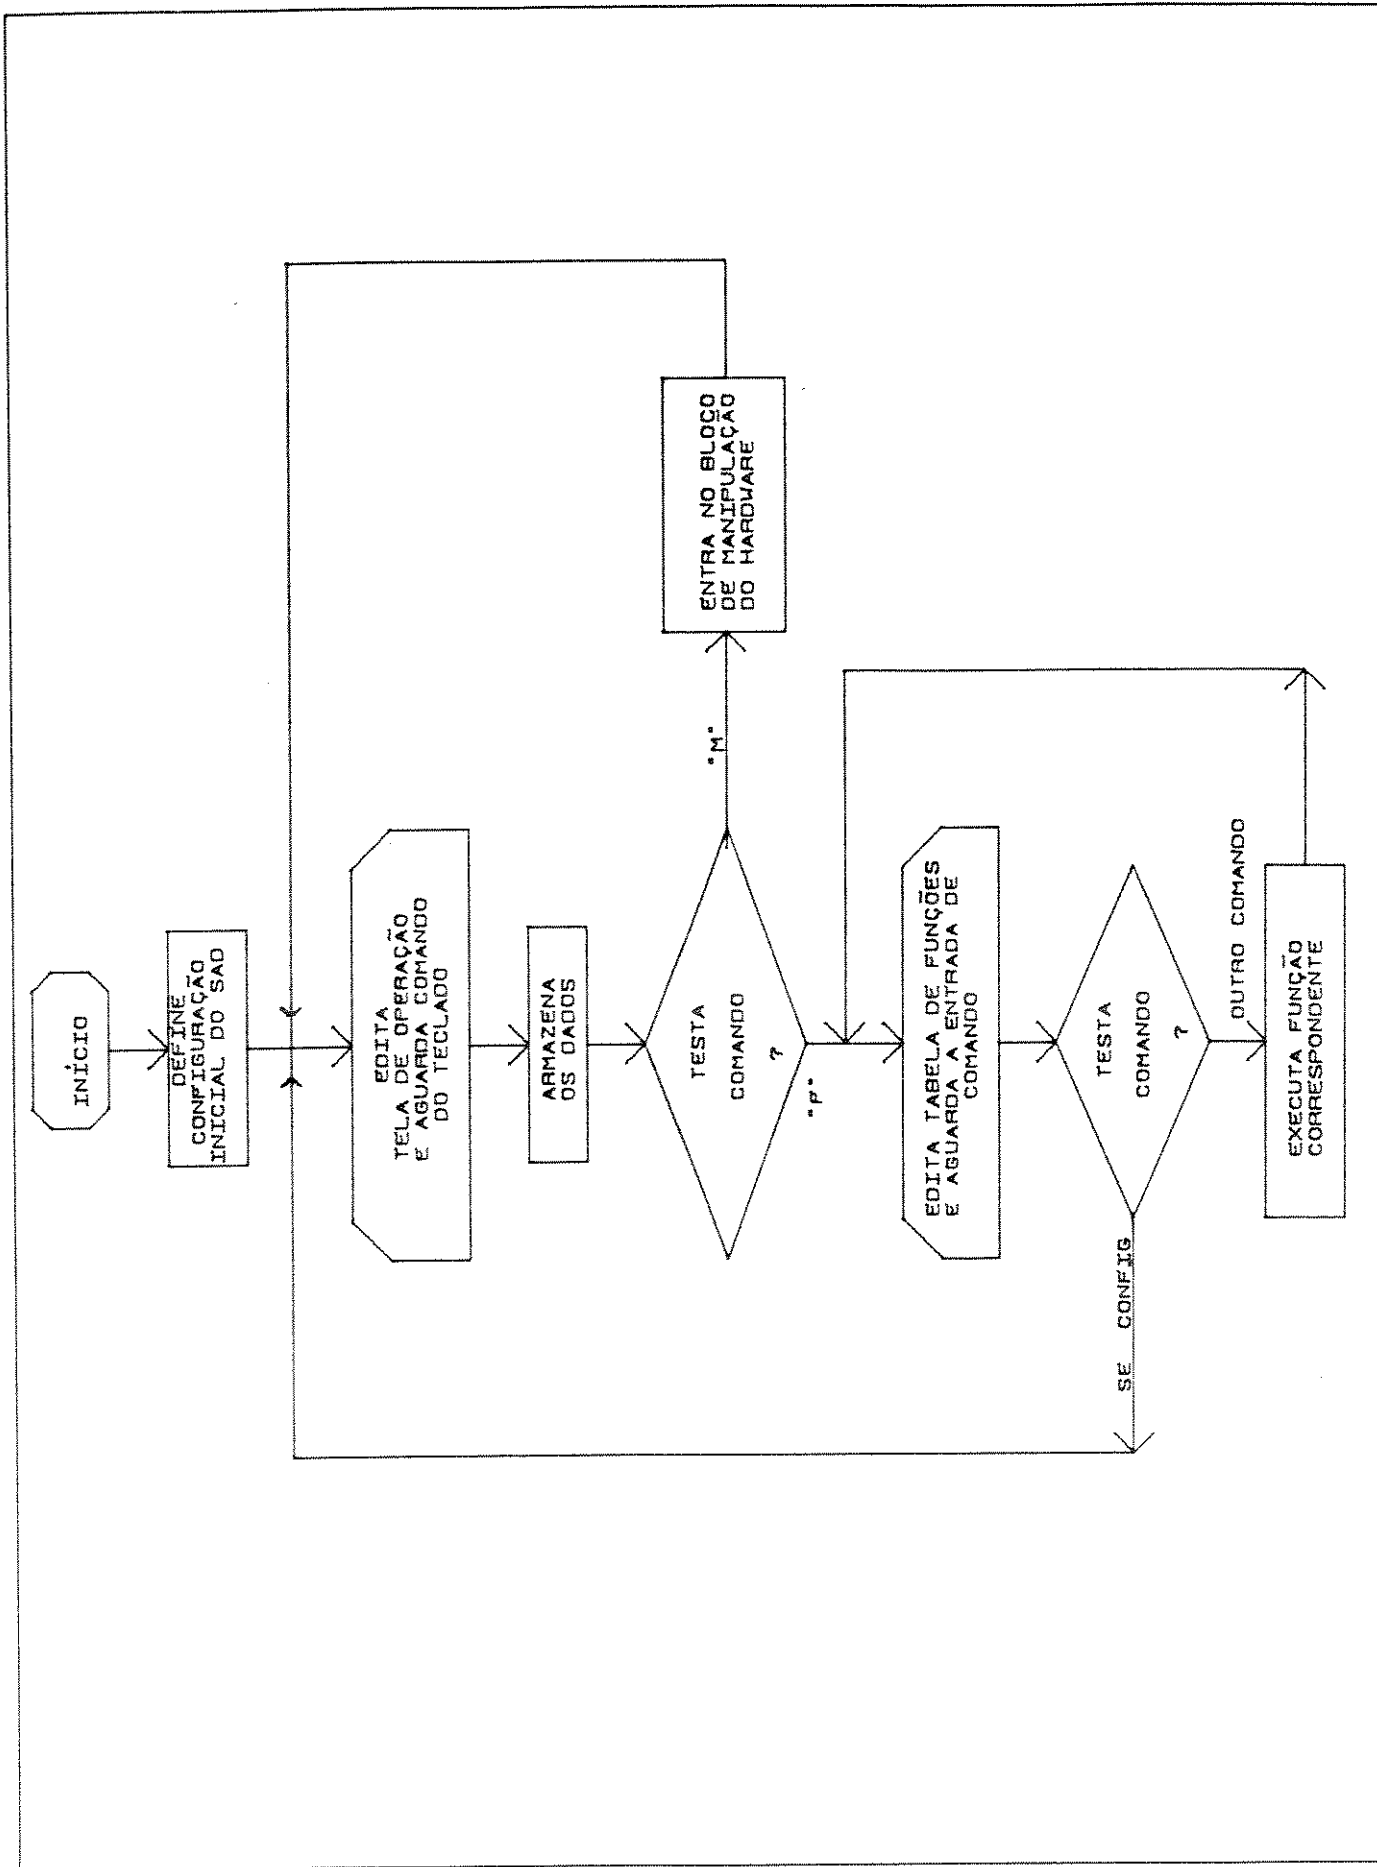 INÍCIO
DEFINE
CONFIGURAÇÃO
INICIAL DO SAD
EDITA
TELA DE OPERAÇÃO
E AGUARDA COMANDO
DO TECLADO
ARMAZENA
OS DADOS
TESTA
COMANDO
?
"M"
ENTRA NO BLOCO
DE MANIPULAÇÃO
DO HARDWARE
"P"
EDITA TABELA DE FUNÇÕES
E AGUARDA A ENTRADA DE
COMANDO
TESTA
COMANDO
?
SE CONFIG
OUTRO COMANDO
EXECUTA FUNÇÃO
CORRESPONDENTE